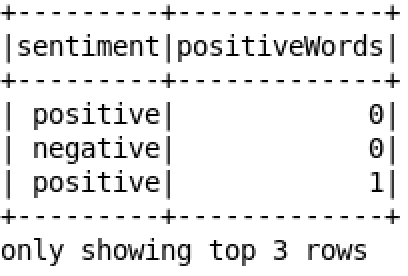 +---------+-------------+
|sentiment|positiveWords|
+---------+-------------+
| positive|            0|
| negative|            0|
| positive|            1|
+---------+-------------+
only showing top 3 rows